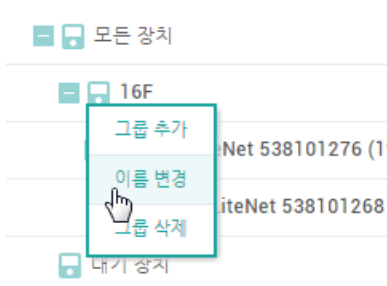 모든 장치
16F
그룹 추가
Net 538101276 (1
이름 변경
iteNet 538101268
그룹 삭제
대기 장치